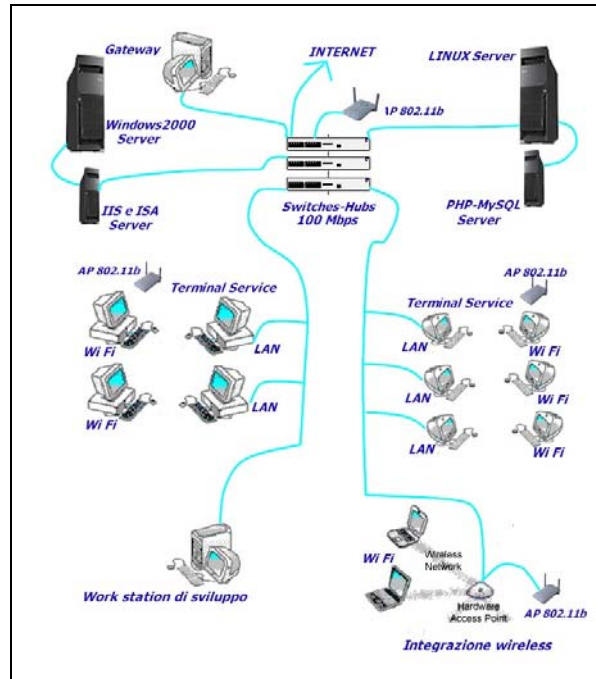 Gateway
INTERNET
LINUX Server
AP 802.11b
Windows2000
Server
IIS e ISA
Server
Switches-Hubs
100 Mbps
PHP-MySQL
Server
AP 802.11b
Terminal Service
Wi Fi
LAN
Wi Fi
LAN
Terminal Service
AP 802.11b
LAN
Wi Fi
LAN
Wi Fi
LAN
Wi Fi
Work station di sviluppo
Wi Fi
Wireless
Network
Hardware
Access Point
AP 802.11b
Integrazione wireless